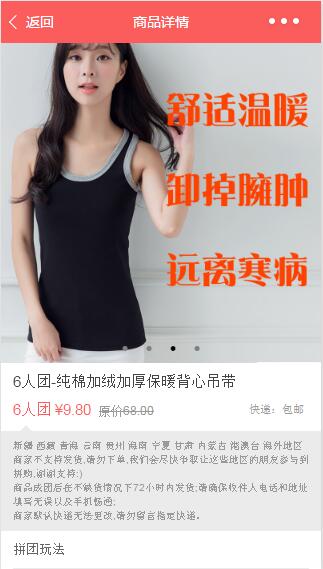 返回
商品详情
舒适温暖
卸掉臃肿
远离寒病
6人团-纯棉加绒加厚保暖背心吊带
6人团 ¥9.80 原价68.00 快递：包邮
新疆 西藏 青海 云南 贵州 海南 宁夏 甘肃 内蒙古 港澳台 海外地区
商家不支持发货,请勿下单,我们会尽快争取让这些地区的朋友参与到
拼购,谢谢支持:)
商品成团后在不缺货情况下72小时内发货;请确保收件人电话和地址
填写无误以及手机畅通;
商家默认快递无法更改,请勿留言指定快递。
拼团玩法